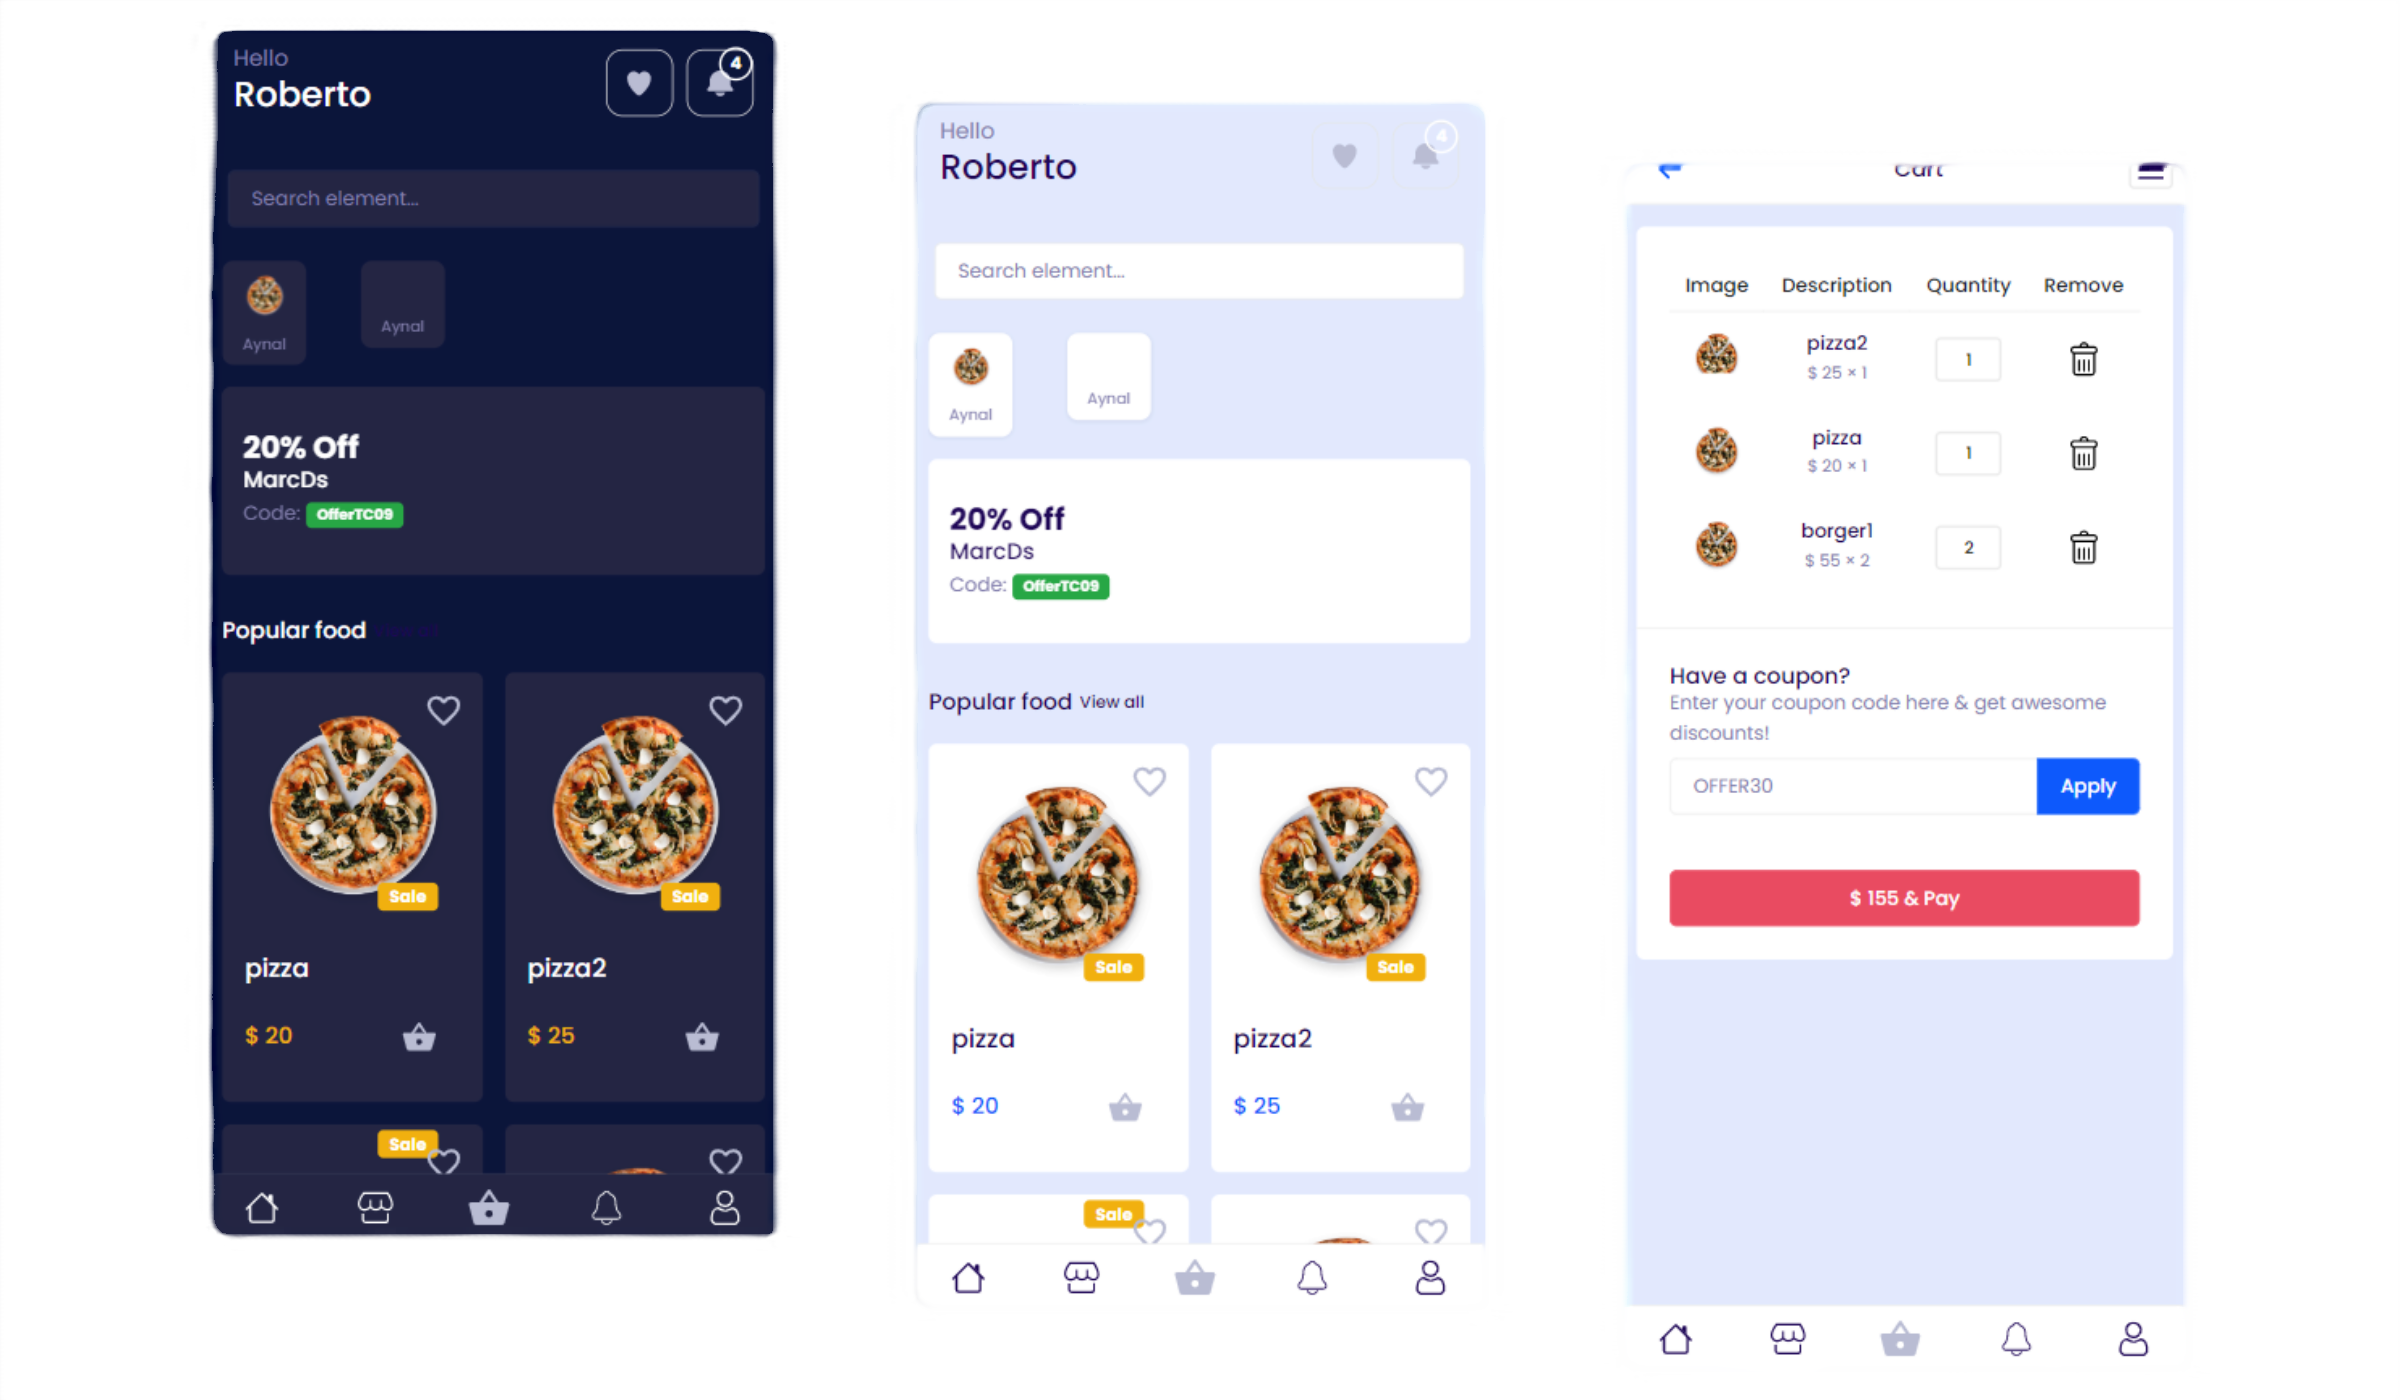 Hello
Roberto
4
Search element...
Aynal
Aynal
20% Off
MarcDs
Code: OfferTC09
Popular food
Sale
Sale
pizza
pizza2
$ 20
$ 25
Sale
Hello
Roberto
4
Search element...
Aynal
Aynal
20% Off
MarcDs
Code: OfferTC09
Popular food View all
Sale
Sale
pizza
pizza2
$ 20
$ 25
Sale
Cart
Image Description Quantity Remove
pizza2
$ 25 × 1
1
pizza
$ 20 × 1
1
borger1
$ 55 × 2
2
Have a coupon?
Enter your coupon code here & get awesome
discounts!
OFFER30
Apply
$ 155 & Pay